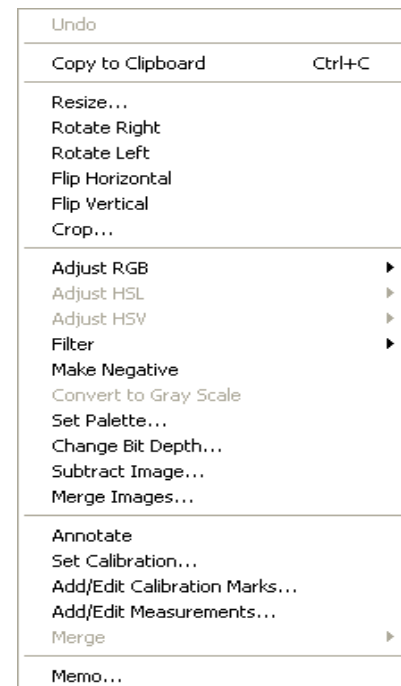 Undo
Copy to Clipboard Ctrl+C
Resize...
Rotate Right
Rotate Left
Flip Horizontal
Flip Vertical
Crop...
Adjust RGB
Adjust HSL
Adjust HSV
Filter
Make Negative
Convert to Gray Scale
Set Palette...
Change Bit Depth...
Subtract Image...
Merge Images...
Annotate
Set Calibration...
Add/Edit Calibration Marks...
Add/Edit Measurements...
Merge
Memo...